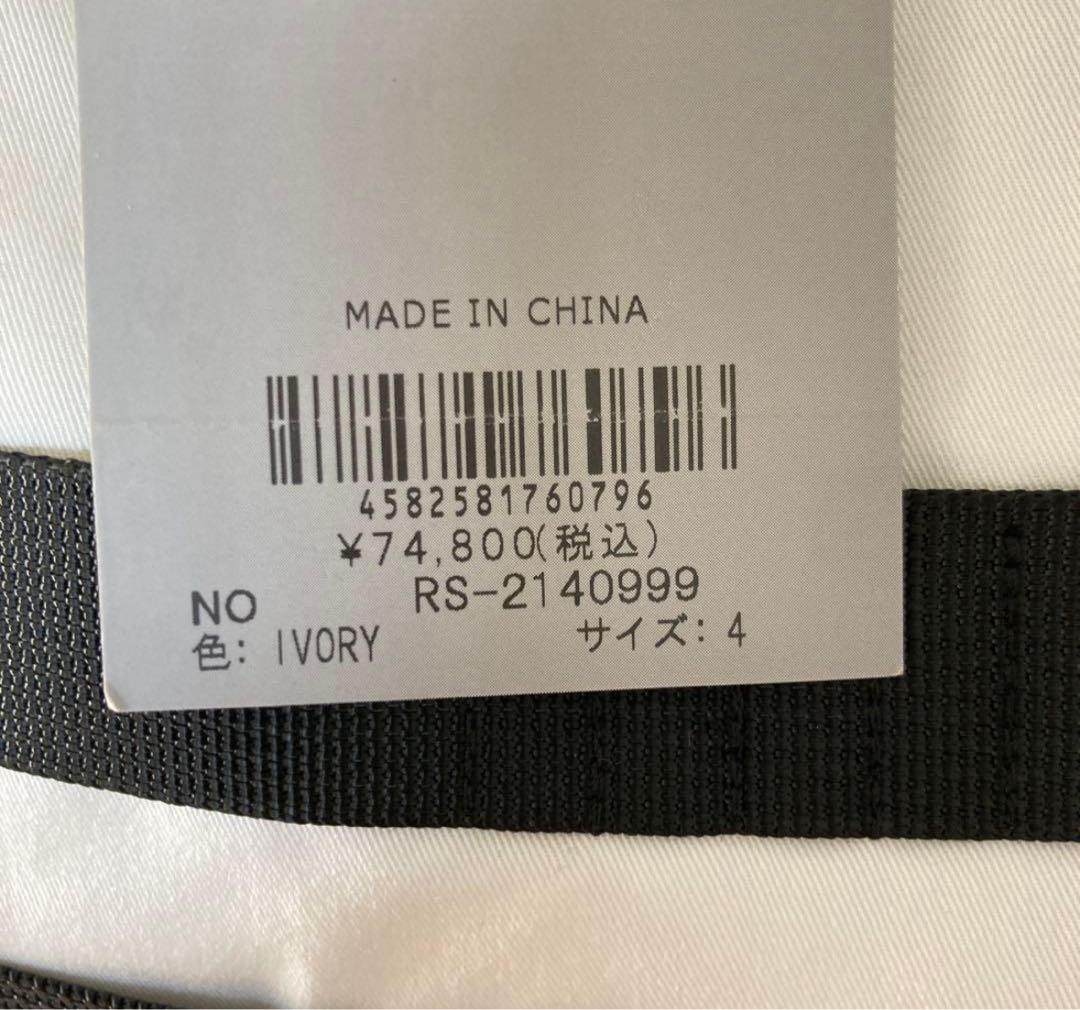 MADE IN CHINA
4582581760796
¥74,800(税込)
NO RS-2140999
色: IVORY サイズ: 4